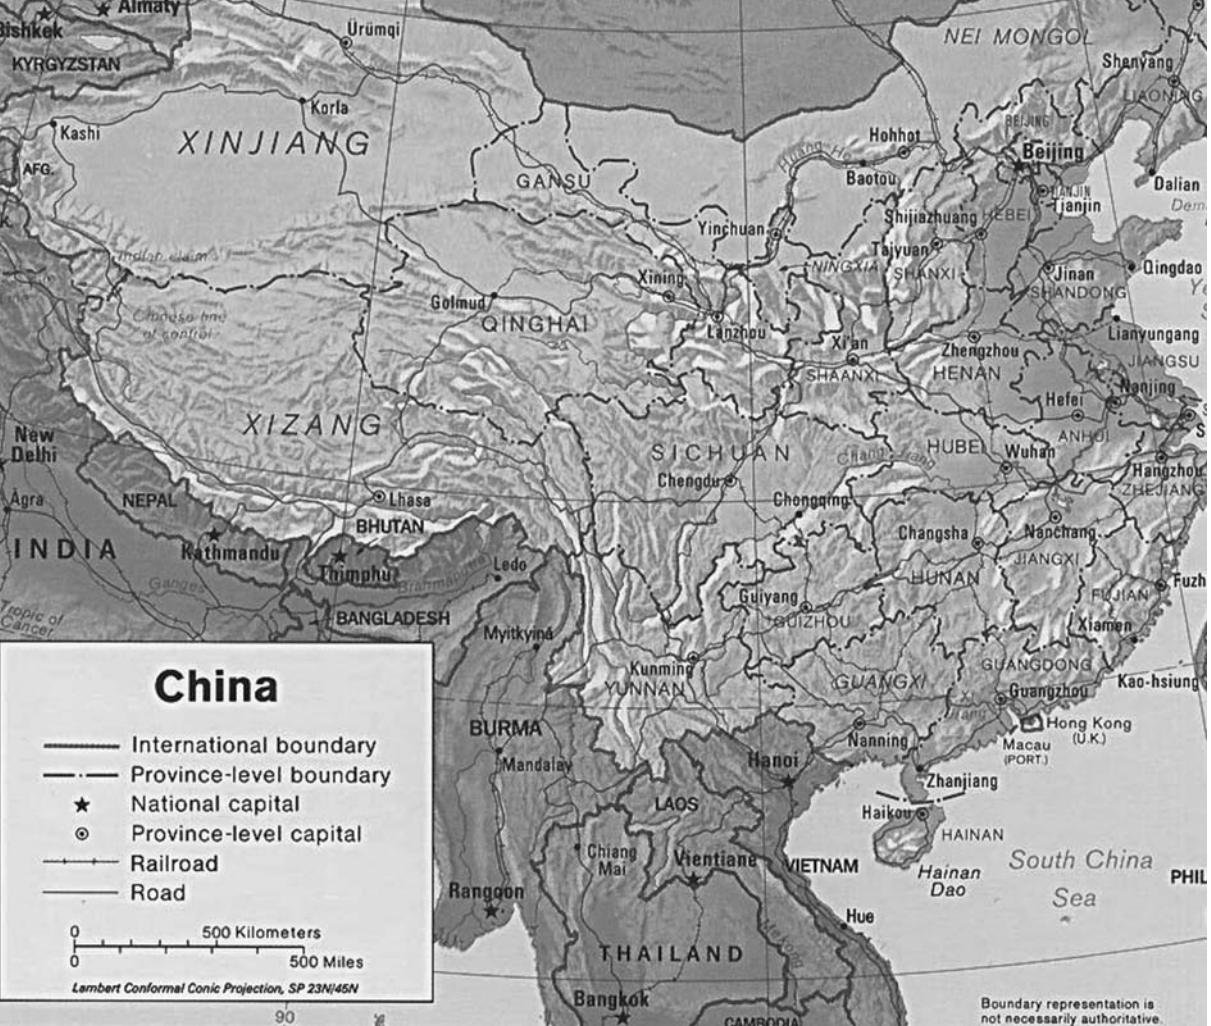 Almaty
Bishkek
KYRGYZSTAN
Ürümqi
NEI MONGOL
Shenyang
LIAONING
Korla
Kashi
XINJIANG
AFG.
GANSU
Hohhot
BEIJING
Beijing
Huang He
Baotou
TIANJIN
Tianjin
Dalian
Shijiazhuang
HEBEI
Yinchuan
Taiyuan
NINGXIA
SHANXI
Jinan
SHANDONG
Qingdao
Indian claim
Xining
Golmud
QINGHAI
Lanzhou
Chinese line
of control
Xi'an
SHAANXI
Zhengzhou
HENAN
Lianyungang
JIANGSU
Nanjing
Hefei
ANHUI
XIZANG
SICHUAN
Chang Jiang
HUBEI
Wuhan
Hangzhou
ZHEJIANG
New
Delhi
Agra
NEPAL
Lhasa
Chengdu
Chongqing
BHUTAN
INDIA
Kathmandu
Thimphu
Brahmaputra
Ledo
Changsha
Nanchang
JIANGXI
HUNAN
Ganges
Tropic of
Cancer
BANGLADESH
Guiyang
GUIZHOU
FUJIAN
Fuzh
Myitkyina
Xiamen
Kunming
YUNNAN
GUANGXI
GUANGDONG
Guangzhou
Kao-hsiung
Xi
Jiang
Hong Kong
(U.K.)
Macau
(PORT.)
BURMA
Mandalay
Hanoi
Nanning
Zhanjiang
LAOS
Haikou
HAINAN
Hainan
Dao
Chiang
Mai
Vientiane
VIETNAM
South China
Sea
PHIL
Rangoon
Hue
THAILAND
Mekong
Bangkok
CAMBODIA
Boundary representation is
not necessarily authoritative.
China
International boundary
Province-level boundary
National capital
Province-level capital
Railroad
Road
0 500 Kilometers
0 500 Miles
Lambert Conformal Conic Projection, SP 23N/45N
90